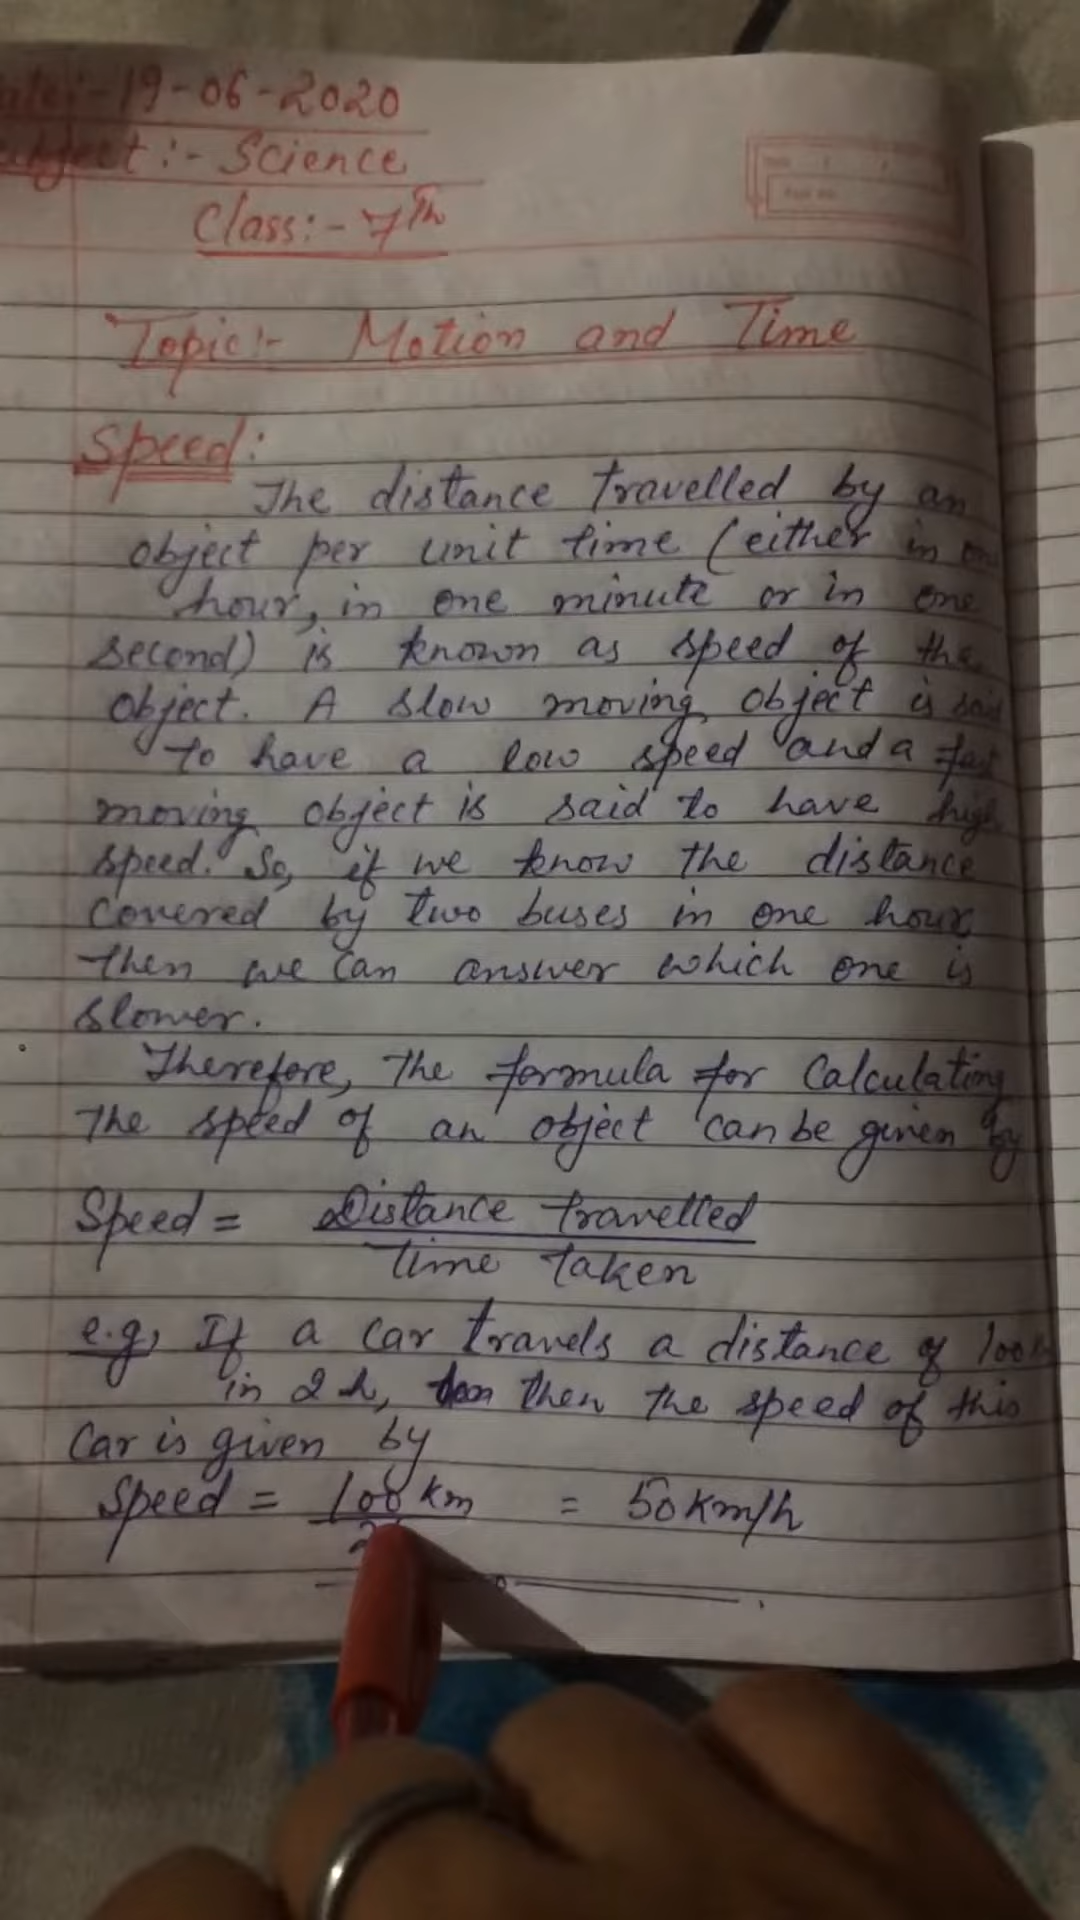 19-06-2020
:- Science
Class:- 7Th
Topic:- Motion and Time
Speed:
The distance travelled by an
object per unit time (either in
hour, in one minute or in one
second) is known as speed of the
object. A slow moving object is said
to have a low speed and a
moving object is said to have
speed. So, if we know the distance
covered by two buses in one hour,
then we can answer which one is
slower.
Therefore, the formula for Calculating
The speed of an object can be given by
Speed = Distance travelled
Time taken
e.g, If a car travels a distance of
in 2 h, then the speed of this
Car is given by
Speed = 100 km = 50 km/h
2